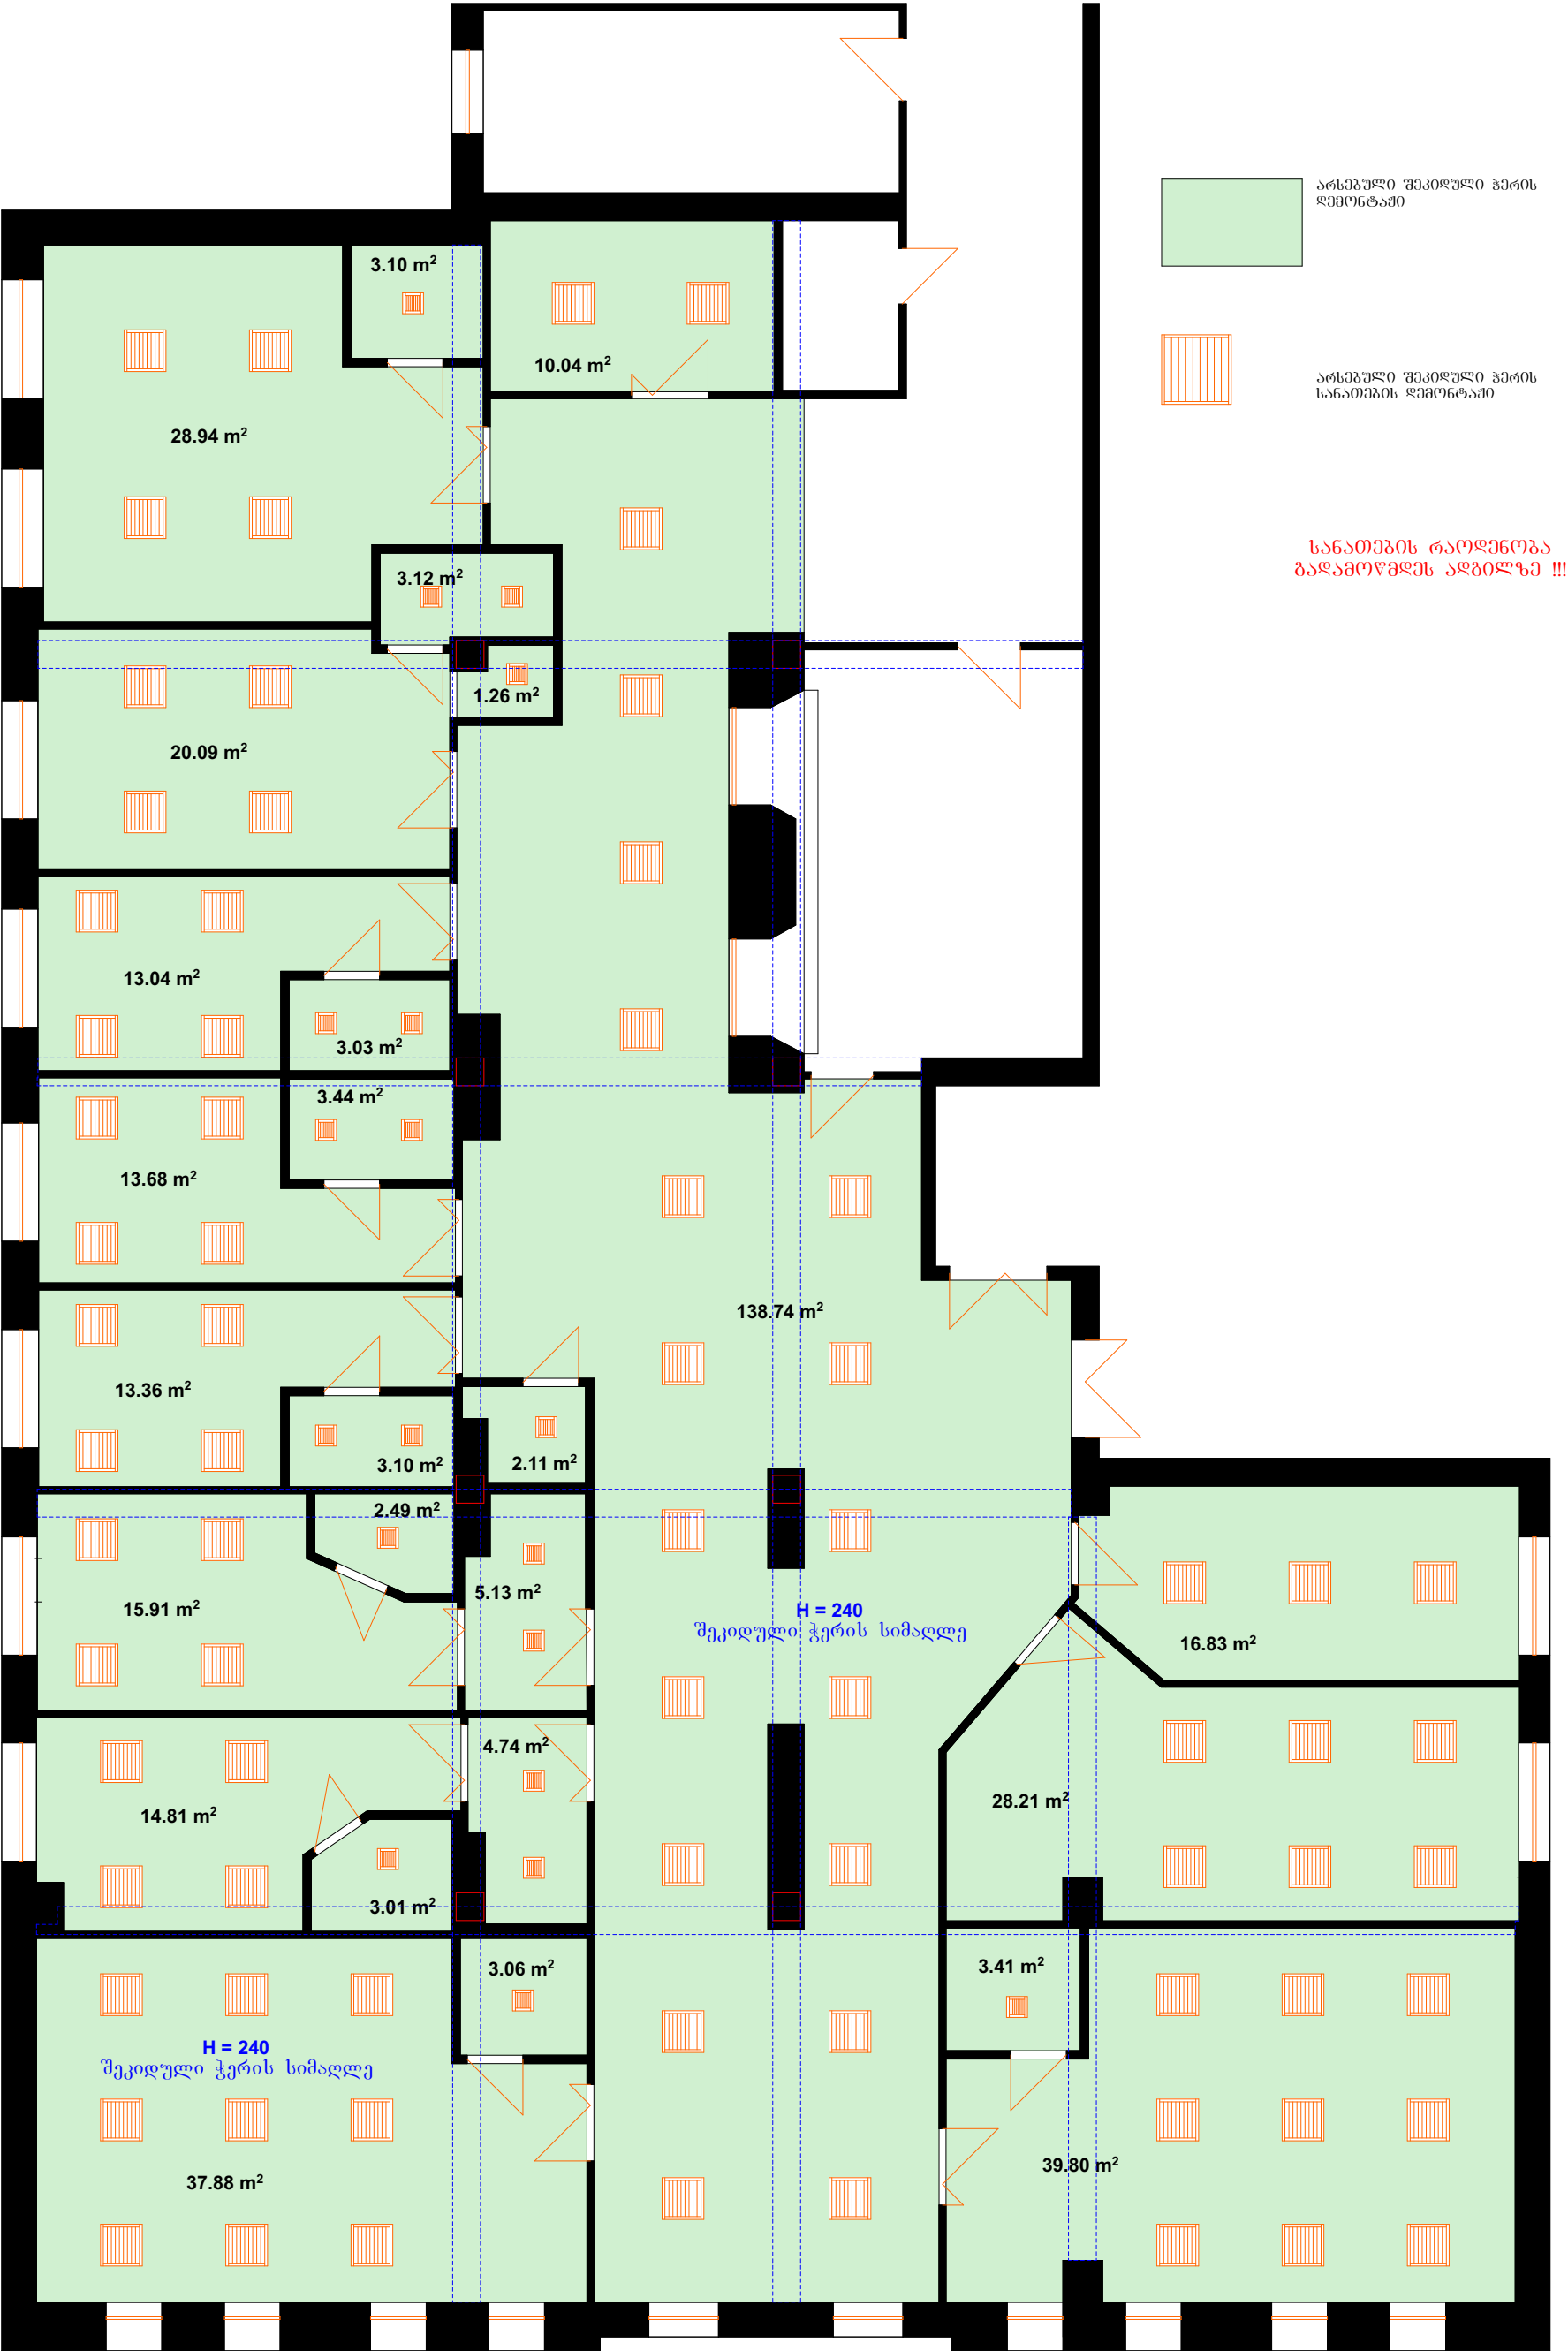 3.10 m²
არსებული შეკიდული ჭერის
დემონტაჟი
10.04 m²
არსებული შეკიდული ჭერის
სანათების დემონტაჟი
28.94 m²
სანათების რაოდენობა
გადამოწმდეს ადგილზე !!!
3.12 m²
1.26 m²
20.09 m²
13.04 m²
3.03 m²
3.44 m²
13.68 m²
138.74 m²
13.36 m²
3.10 m²
2.11 m²
2.49 m²
5.13 m²
15.91 m²
H = 240
შეკიდული ჭერის სიმაღლე
16.83 m²
4.74 m²
28.21 m²
14.81 m²
3.01 m²
3.06 m²
3.41 m²
H = 240
შეკიდული ჭერის სიმაღლე
39.80 m²
37.88 m²